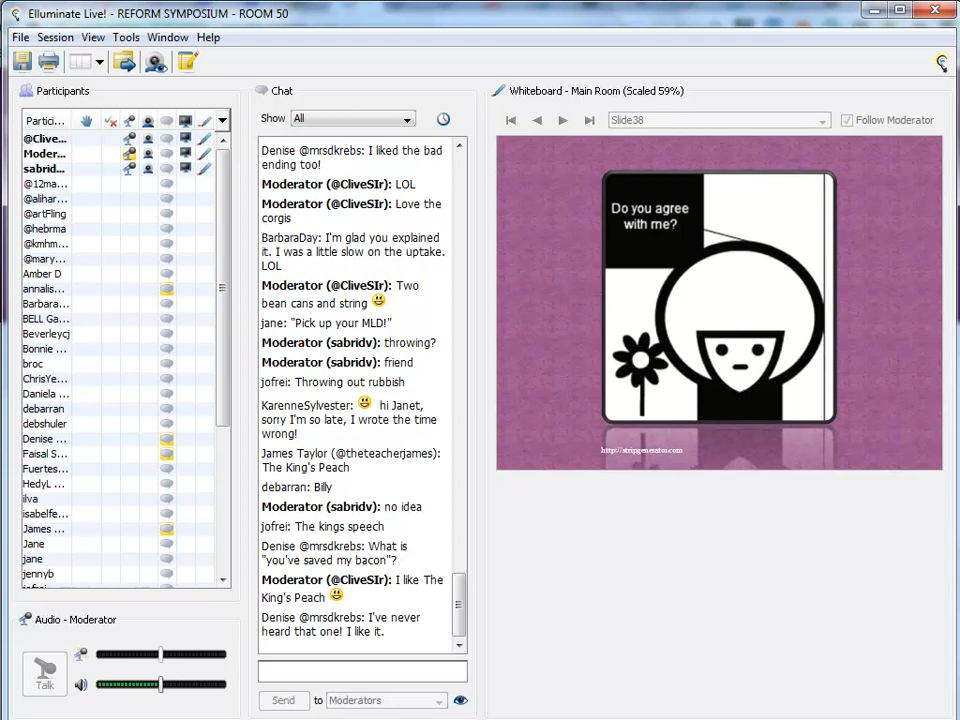 Elluminate Live! - REFORM SYMPOSIUM - ROOM 50
File Session View Tools Window Help
Participants
Partici...
@Clive...
Moder...
sabrid...
@12ma...
@alihar...
@artFling
@hebrma
@kmhm...
@mary...
Amber D
annalis...
Barbara...
BELL Ga...
Beverleycj
Bonnie ...
broc
ChrisYe...
Daniela ...
debarran
debshuler
Denise ...
Faisal S...
Fuertes...
HedyL ...
ilva
isabelfe...
James ...
Jane
jane
jennyb
jofrei
Audio - Moderator
Talk
Chat
Show All
Denise @mrsdkrebs: I liked the bad
ending too!
Moderator (@CliveSIr): LOL
Moderator (@CliveSIr): Love the
corgis
BarbaraDay: I'm glad you explained
it. I was a little slow on the uptake.
LOL
Moderator (@CliveSIr): Two
bean cans and string
jane: "Pick up your MLD!"
Moderator (sabridv): throwing?
Moderator (sabridv): friend
jofrei: Throwing out rubbish
KarenneSylvester: hi Janet,
sorry I'm so late, I wrote the time
wrong!
James Taylor (@theteacherjames):
The King's Peach
debarran: Billy
Moderator (sabridv): no idea
jofrei: The kings speech
Denise @mrsdkrebs: What is
"you've saved my bacon"?
Moderator (@CliveSIr): I like The
King's Peach
Denise @mrsdkrebs: I've never
heard that one! I like it.
Send to Moderators
Whiteboard - Main Room (Scaled 59%)
Slide38
Follow Moderator
Do you agree
with me?
http://stripgenerator.com